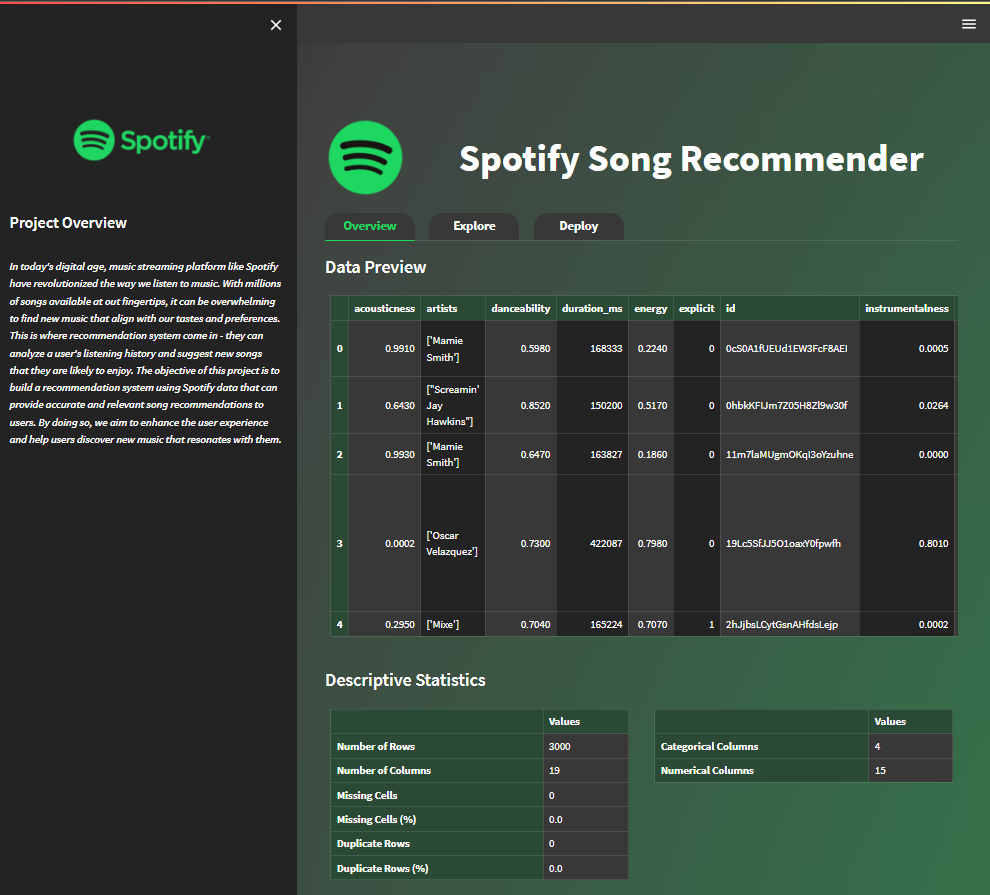 Spotify
Project Overview
In today's digital age, music streaming platform like Spotify
have revolutionized the way we listen to music. With millions
of songs available at out fingertips, it can be overwhelming
to find new music that align with our tastes and preferences.
This is where recommendation system come in - they can
analyze a user's listening history and suggest new songs
that they are likely to enjoy. The objective of this project is to
build a recommendation system using Spotify data that can
provide accurate and relevant song recommendations to
users. By doing so, we aim to enhance the user experience
and help users discover new music that resonates with them.
Spotify Song Recommender
Overview Explore Deploy
Data Preview
acousticness artists danceability duration_ms energy explicit id instrumentalness
0 0.9910 ['Mamie Smith'] 0.5980 168333 0.2240 0 0cS0A1fUEUd1EW3FcF8AEI 0.0005
1 0.6430 ["Screamin' Jay Hawkins"] 0.8520 150200 0.5170 0 0hbkKFIJm7Z05H8Zl9w30f 0.0264
2 0.9930 ['Mamie Smith'] 0.6470 163827 0.1860 0 11m7laMUgmOKqI3oYzuhne 0.0000
3 0.0002 ['Oscar Velazquez'] 0.7300 422087 0.7980 0 19Lc5SfJJ5O1oaxY0fpwfh 0.8010
4 0.2950 ['Mixe'] 0.7040 165224 0.7070 1 2hJjbsLCytGsnAHfdsLejp 0.0002
Descriptive Statistics
Values
Number of Rows 3000
Number of Columns 19
Missing Cells 0
Missing Cells (%) 0.0
Duplicate Rows 0
Duplicate Rows (%) 0.0
Values
Categorical Columns 4
Numerical Columns 15